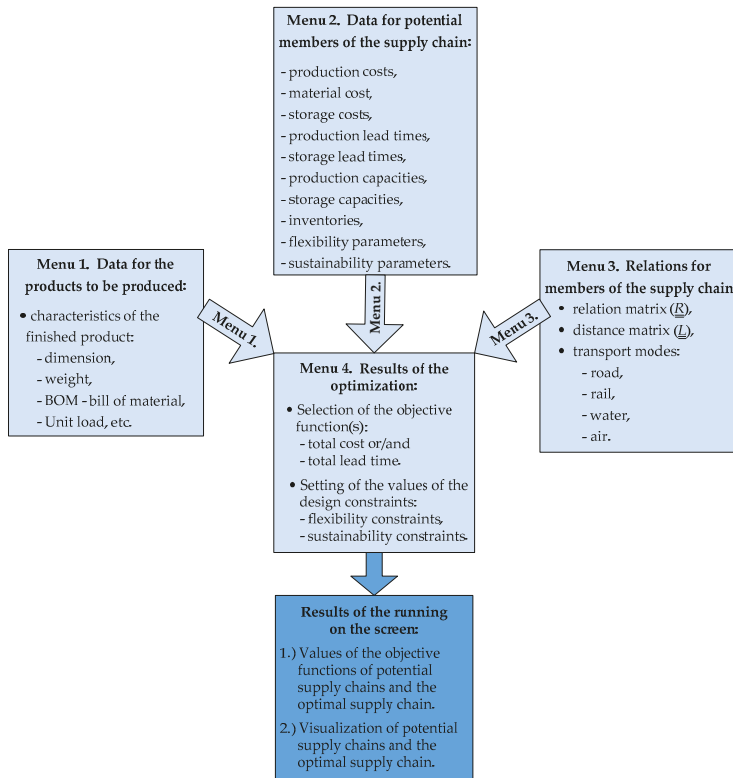 Menu 2. Data for potential
members of the supply chain:
- production costs,
- material cost,
- storage costs,
- production lead times,
- storage lead times,
- production capacities,
- storage capacities,
- inventories,
- flexibility parameters,
- sustainability parameters.
Menu 1. Data for the
products to be produced:
• characteristics of the
finished product:
- dimension,
- weight,
- BOM - bill of material,
- Unit load, etc.
Menu 3. Relations for
members of the supply chain
• relation matrix (R),
• distance matrix (L),
• transport modes:
- road,
- rail,
- water,
- air.
Menu 1.
Menu 2.
Menu 3.
Menu 4. Results of the
optimization:
• Selection of the objective
function(s):
- total cost or/and
- total lead time.
• Setting of the values of the
design constraints:
- flexibility constraints,
- sustainability constraints.
Results of the running
on the screen:
1.) Values of the objective
functions of potential
supply chains and the
optimal supply chain.
2.) Visualization of potential
supply chains and the
optimal supply chain.